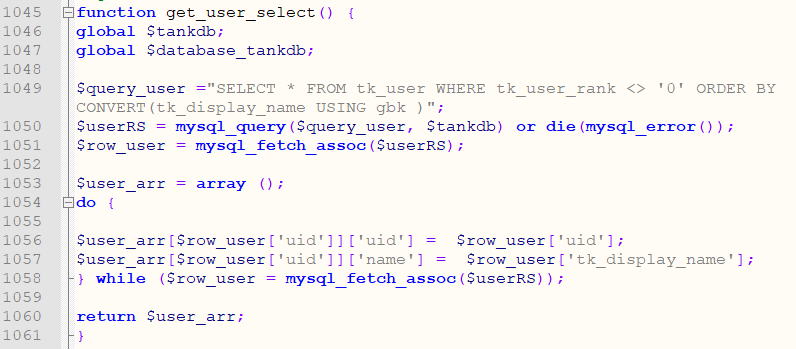 1045 function get_user_select() {
1046 global $tankdb;
1047 global $database_tankdb;
1048
1049 $query_user ="SELECT * FROM tk_user WHERE tk_user_rank <> '0' ORDER BY
CONVERT(tk_display_name USING gbk )";
1050 $userRS = mysql_query($query_user, $tankdb) or die(mysql_error());
1051 $row_user = mysql_fetch_assoc($userRS);
1052
1053 $user_arr = array ();
1054 do {
1055
1056 $user_arr[$row_user['uid']]['uid'] =  $row_user['uid'];
1057 $user_arr[$row_user['uid']]['name'] =  $row_user['tk_display_name'];
1058 } while ($row_user = mysql_fetch_assoc($userRS));
1059
1060 return $user_arr;
1061 }